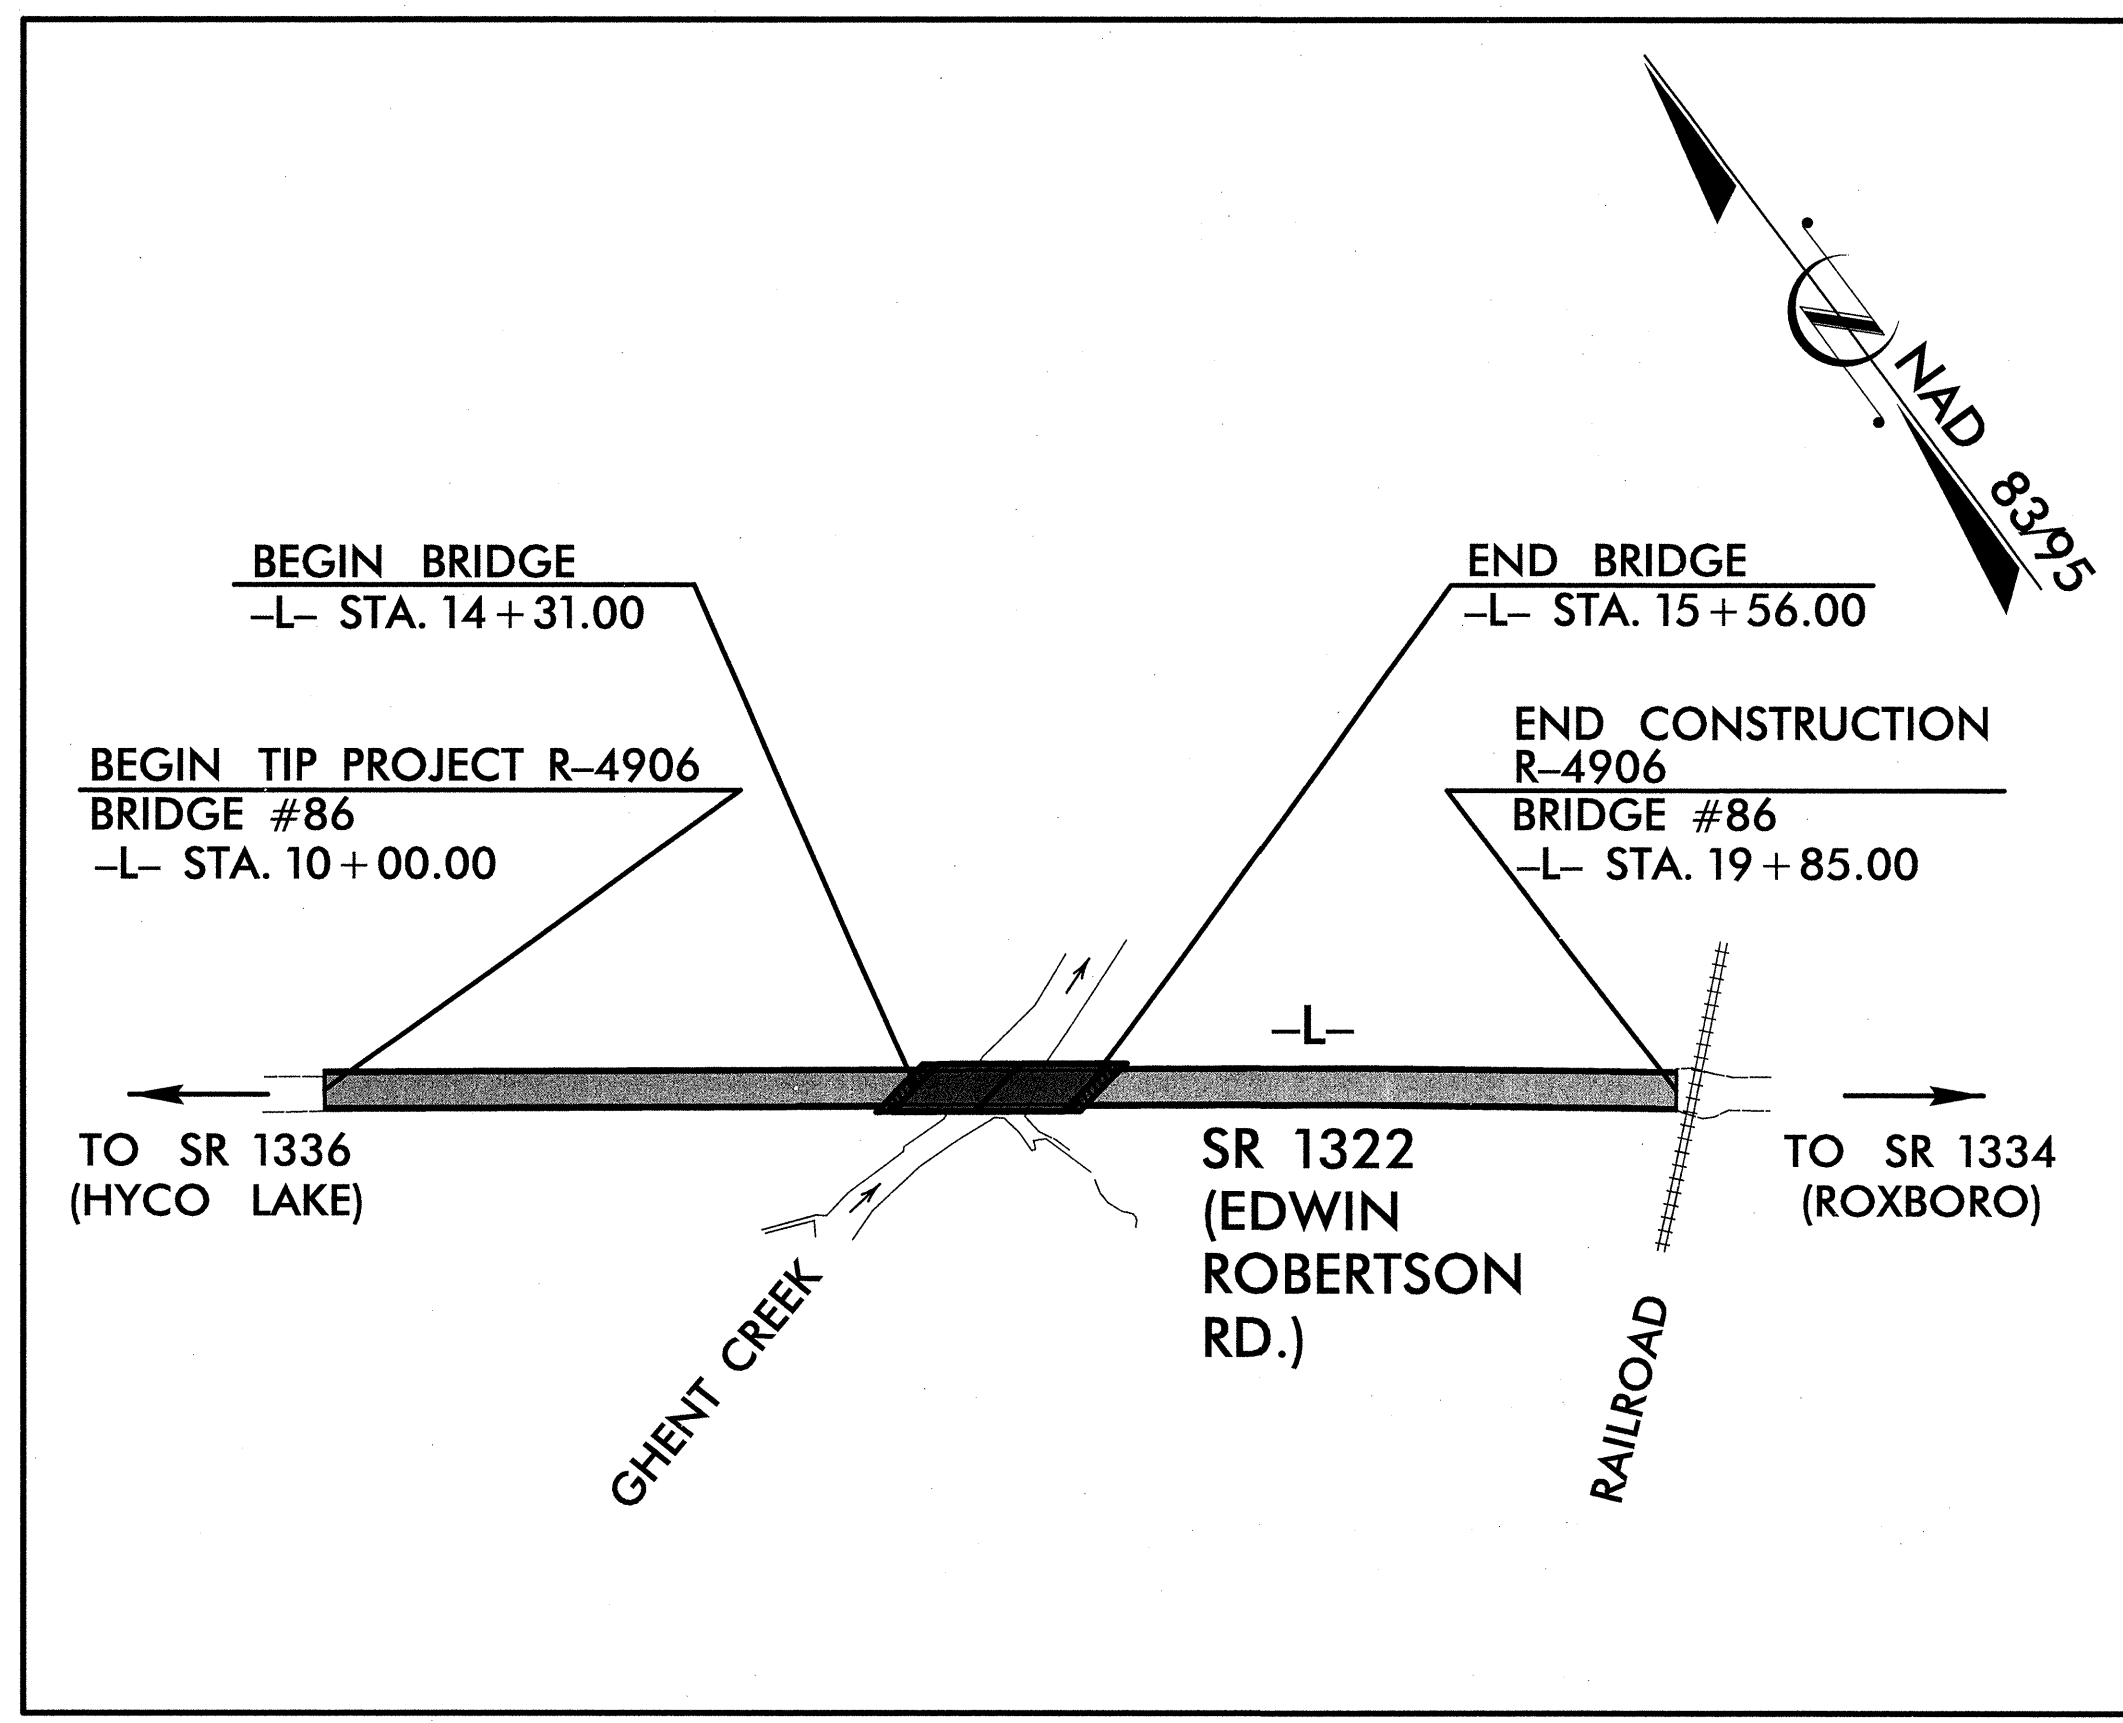 N
NAD 83/95
BEGIN BRIDGE
–L– STA. 14+31.00
END BRIDGE
–L– STA. 15+56.00
BEGIN TIP PROJECT R–4906
BRIDGE #86
–L– STA. 10+00.00
END CONSTRUCTION
R–4906
BRIDGE #86
–L– STA. 19+85.00
–L–
TO SR 1336
(HYCO LAKE)
SR 1322
(EDWIN
ROBERTSON
RD.)
TO SR 1334
(ROXBORO)
GHENT CREEK
RAILROAD